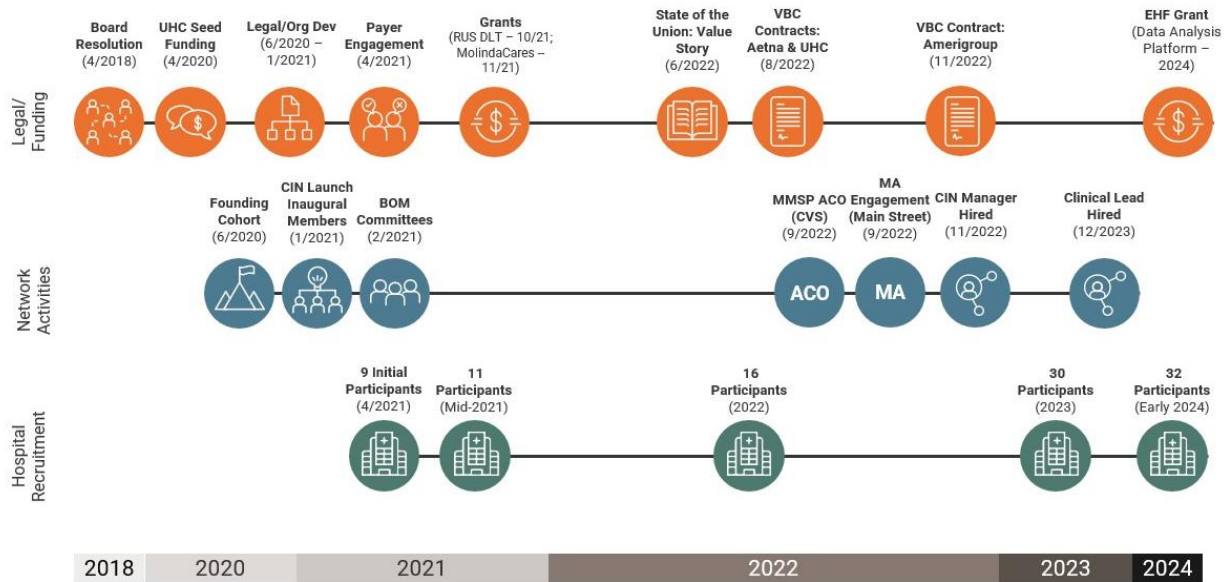 Legal/
Funding
Board
Resolution
(4/2018)
UHC Seed
Funding
(4/2020)
Legal/Org Dev
(6/2020 –
1/2021)
Payer
Engagement
(4/2021)
Grants
(RUS DLT – 10/21;
MolindaCares –
11/21)
State of the
Union: Value
Story
(6/2022)
VBC
Contracts:
Aetna & UHC
(8/2022)
VBC Contract:
Amerigroup
(11/2022)
EHF Grant
(Data Analysis
Platform –
2024)
Network
Activities
Founding
Cohort
(6/2020)
CIN Launch
Inaugural
Members
(1/2021)
BOM
Committees
(2/2021)
MMSP ACO
(CVS)
(9/2022)
MA
Engagement
(Main Street)
(9/2022)
CIN Manager
Hired
(11/2022)
Clinical Lead
Hired
(12/2023)
ACO
MA
Hospital
Recruitment
9 Initial
Participants
(4/2021)
11
Participants
(Mid-2021)
16
Participants
(2022)
30
Participants
(2023)
32
Participants
(Early 2024)
2018
2020
2021
2022
2023
2024